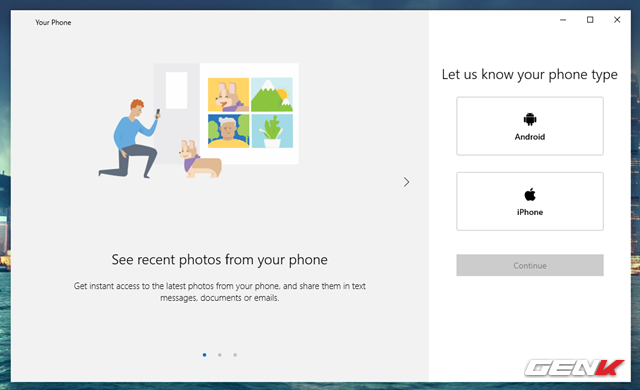 Your Phone
See recent photos from your phone
Get instant access to the latest photos from your phone, and share them in text
messages, documents or emails.
Let us know your phone type
Android
iPhone
Continue
GENK